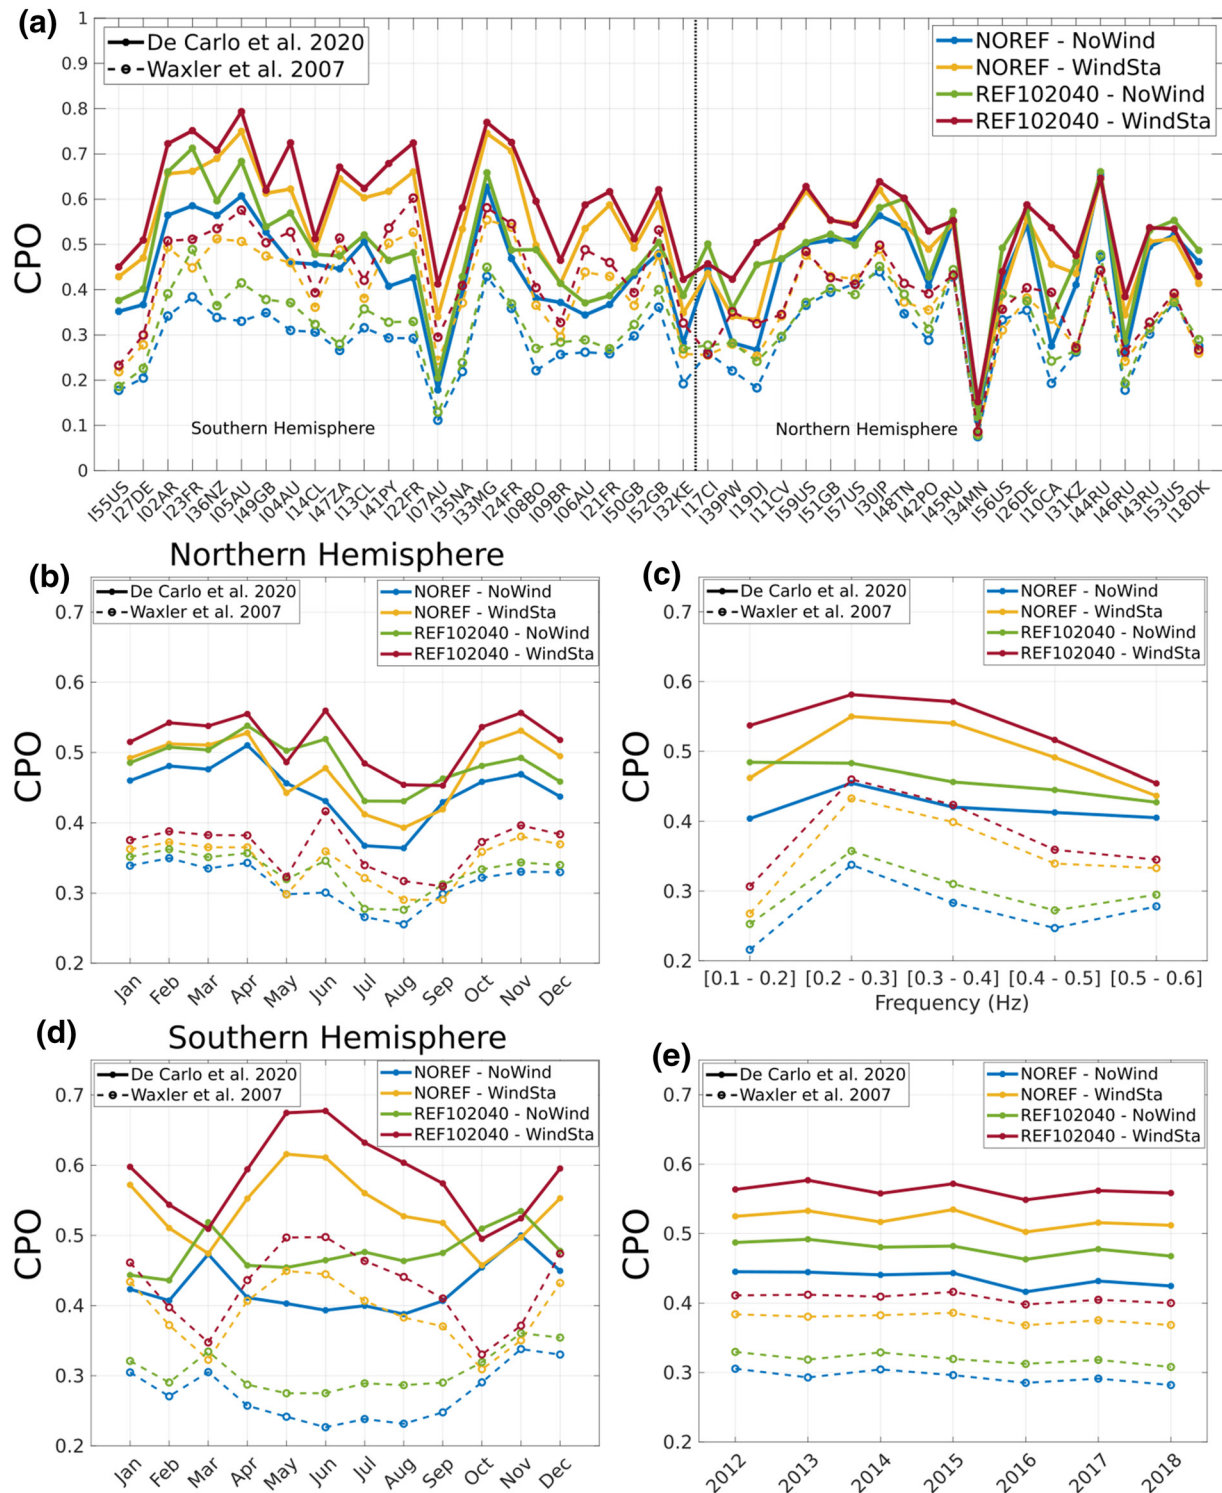 (a)
De Carlo et al. 2020
Waxler et al. 2007
NOREF - NoWind
NOREF - WindSta
REF102040 - NoWind
REF102040 - WindSta
CPO
1
0.9
0.8
0.7
0.6
0.5
0.4
0.3
0.2
0.1
0
Southern Hemisphere
Northern Hemisphere
I55US I27DE I02AR I23FR I36NZ I05AU I49GB I04AU I14CL I47ZA I13CL I41PY I22FR I07AU I35NA I33MG I24FR I08BO I09BR I06AU I21FR I50GB I52GB I32KE I17CI I39PW I19DJ I11CV I59US I51GB I57US I30JP I48TN I42PO I45RU I34MN I56US I26DE I10CA I31KZ I44RU I46RU I43RU I53US I18DK
Northern Hemisphere
(b)
De Carlo et al. 2020
Waxler et al. 2007
NOREF - NoWind
NOREF - WindSta
REF102040 - NoWind
REF102040 - WindSta
CPO
0.7
0.6
0.5
0.4
0.3
0.2
Jan Feb Mar Apr May Jun Jul Aug Sep Oct Nov Dec
(c)
De Carlo et al. 2020
Waxler et al. 2007
NOREF - NoWind
NOREF - WindSta
REF102040 - NoWind
REF102040 - WindSta
CPO
0.7
0.6
0.5
0.4
0.3
0.2
[0.1 - 0.2] [0.2 - 0.3] [0.3 - 0.4] [0.4 - 0.5] [0.5 - 0.6]
Frequency (Hz)
Southern Hemisphere
(d)
De Carlo et al. 2020
Waxler et al. 2007
NOREF - NoWind
NOREF - WindSta
REF102040 - NoWind
REF102040 - WindSta
CPO
0.7
0.6
0.5
0.4
0.3
0.2
Jan Feb Mar Apr May Jun Jul Aug Sep Oct Nov Dec
(e)
De Carlo et al. 2020
Waxler et al. 2007
NOREF - NoWind
NOREF - WindSta
REF102040 - NoWind
REF102040 - WindSta
CPO
0.7
0.6
0.5
0.4
0.3
0.2
2012 2013 2014 2015 2016 2017 2018